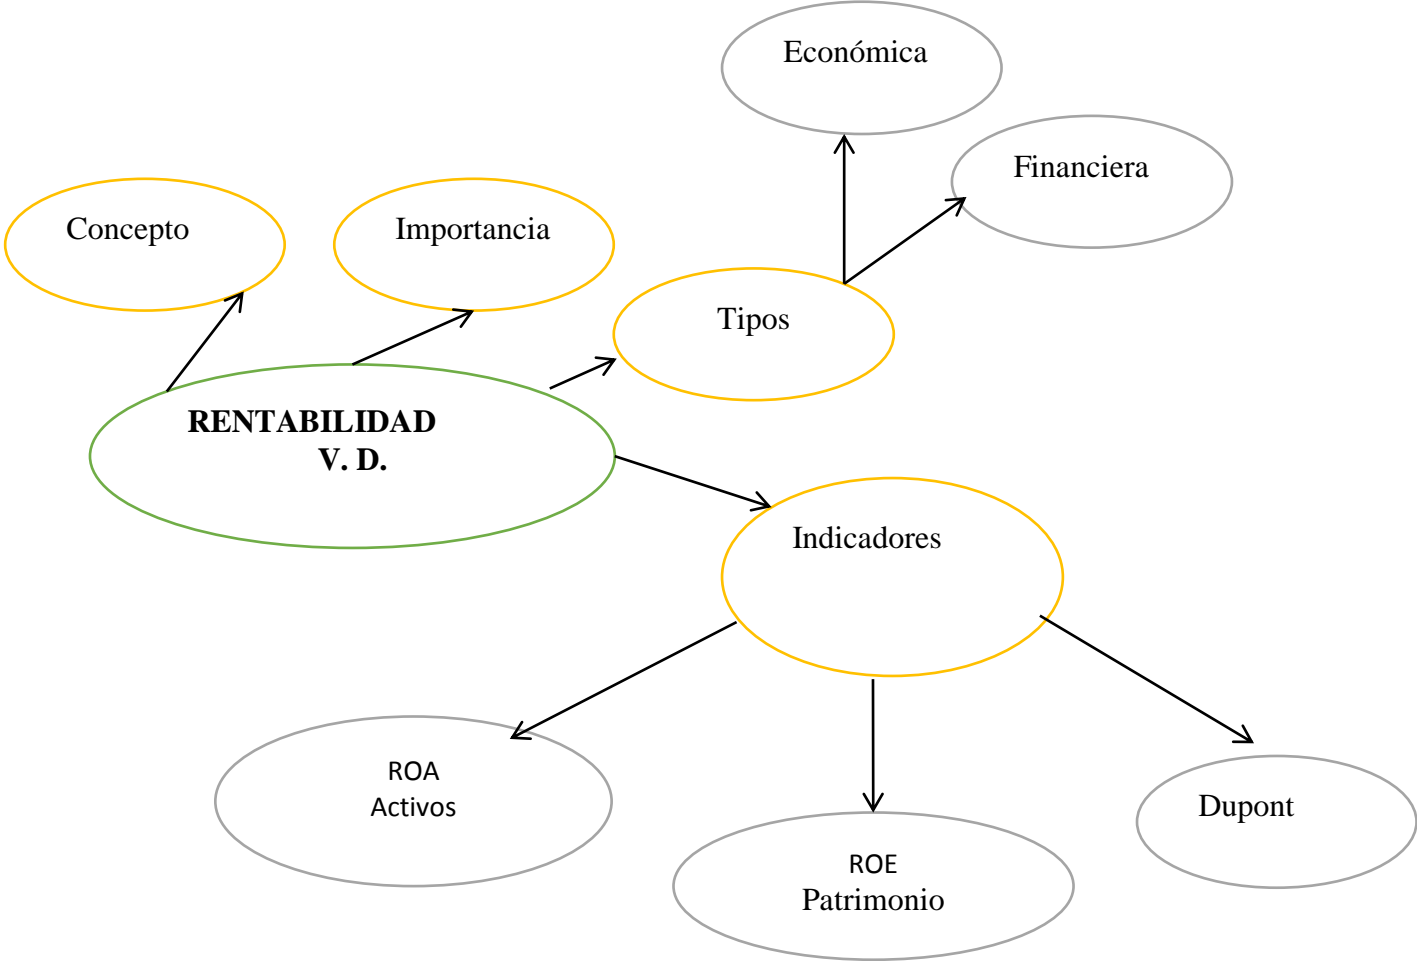 Económica
Financiera
Concepto
Importancia
Tipos
RENTABILIDAD
V. D.
Indicadores
ROA
Activos
ROE
Patrimonio
Dupont